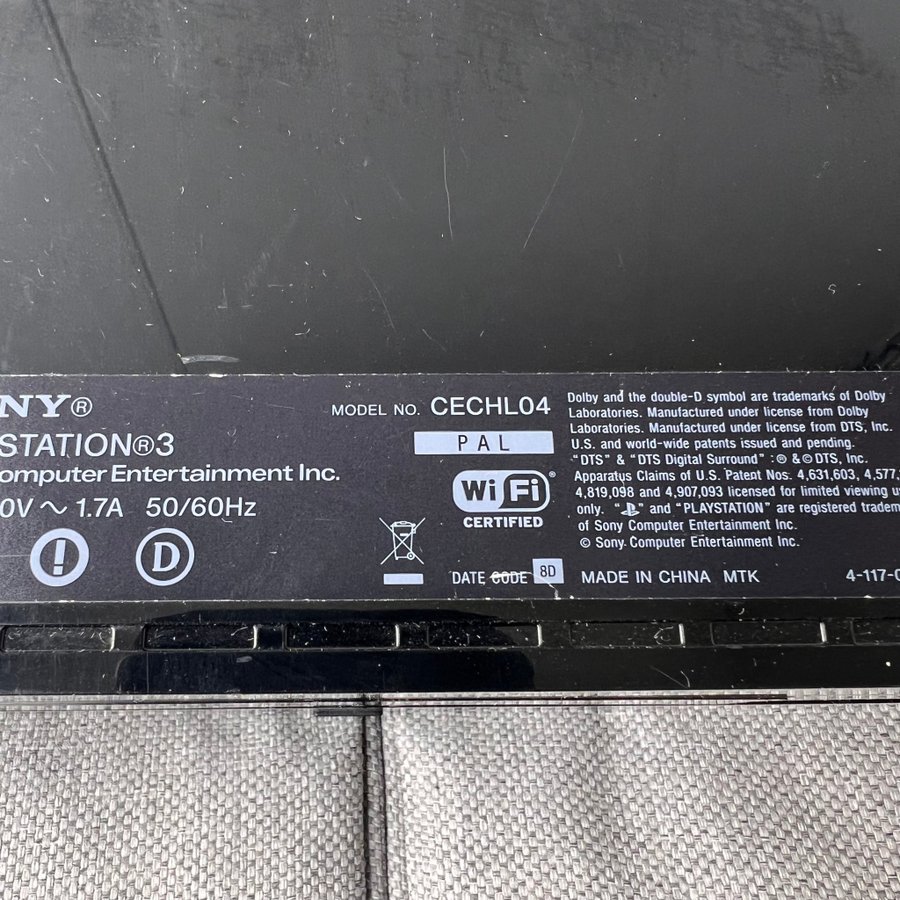 NY®
STATION®3
omputer Entertainment Inc.
0V ~ 1.7A 50/60Hz
D
MODEL NO. CECHL04
PAL
Wi Fi®
CERTIFIED
DATE CODE 8D
MADE IN CHINA MTK
4-117-0
Dolby and the double-D symbol are trademarks of Dolby
Laboratories. Manufactured under license from Dolby
Laboratories. Manufactured under license from DTS, Inc.
U.S. and world-wide patents issued and pending.
"DTS" & "DTS Digital Surround" : ® & © DTS, Inc.
Apparatus Claims of U.S. Patent Nos. 4,631,603, 4,577,
4,819,098 and 4,907,093 licensed for limited viewing u
only. " " and "PLAYSTATION" are registered tradem
of Sony Computer Entertainment Inc.
© Sony Computer Entertainment Inc.